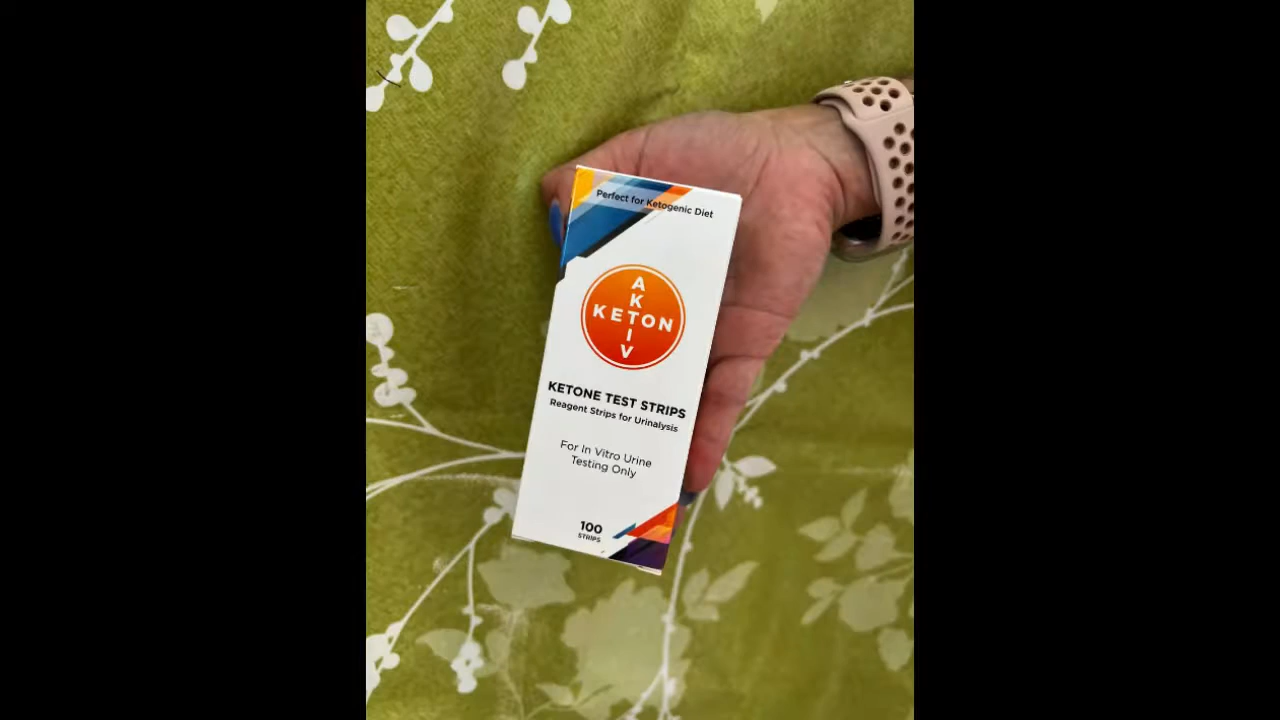 Perfect for Ketogenic Diet
A
K
KETON
I
V
KETONE TEST STRIPS
Reagent Strips for Urinalysis
For In Vitro Urine
Testing Only
100
STRIPS